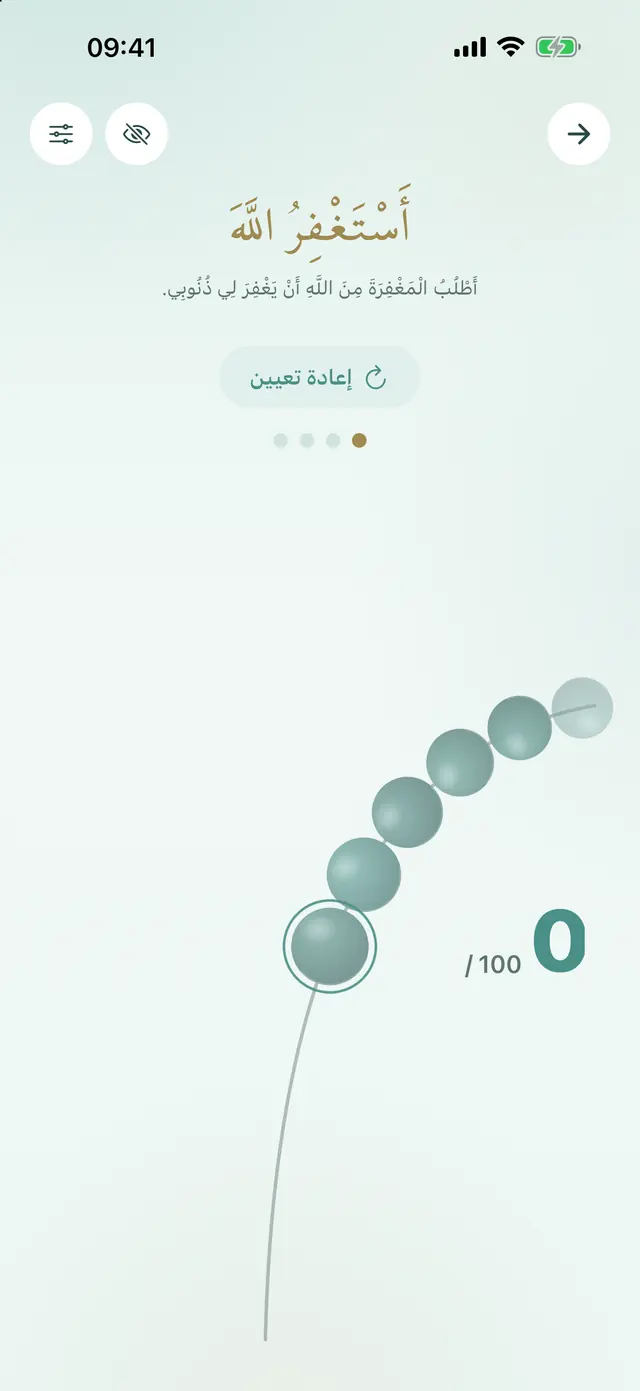 09:41
أَسْتَغْفِرُ اللَّهَ
أَطْلُبُ الْمَغْفِرَةَ مِنَ اللَّهِ أَنْ يَغْفِرَ لِي ذُنُوبِي.
إعادة تعيين
0 / 100